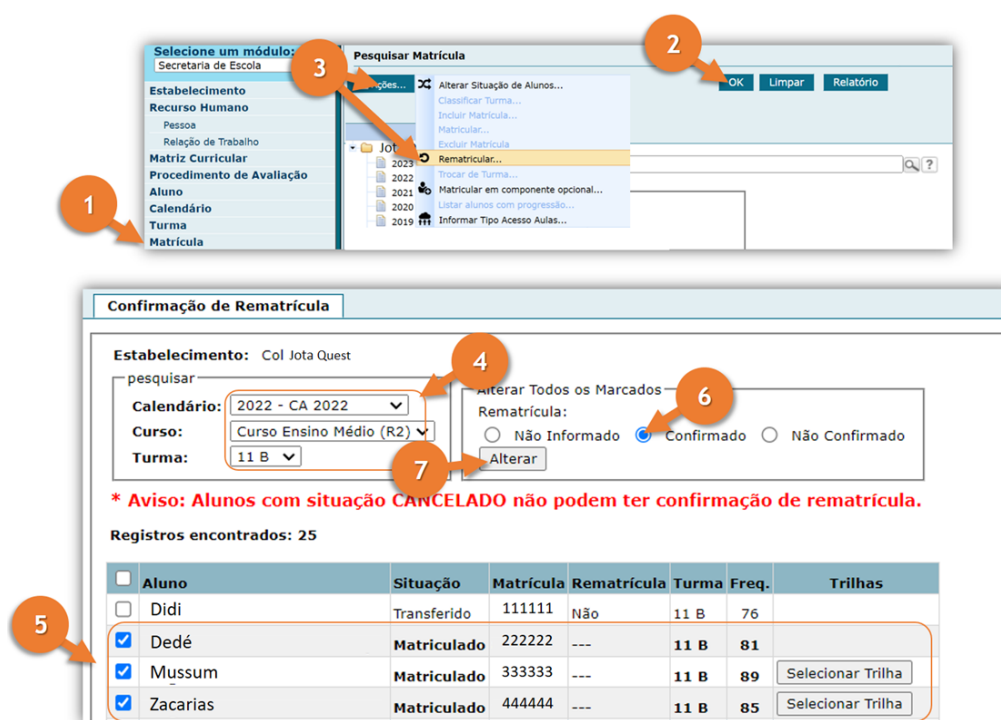 Selecione um módulo:
Secretaria de Escola
Estabelecimento
Recurso Humano
Pessoa
Relação de Trabalho
Matriz Curricular
Procedimento de Avaliação
Aluno
Calendário
Turma
Matrícula
1
3
2
Pesquisar Matrícula
OK Limpar Relatório
Alterar Situação de Alunos...
Classificar Turma...
Incluir Matrícula...
Matricular...
Excluir Matrícula
Rematricular...
Trocar de Turma...
Matricular em componente opcional...
Listar alunos com progressão...
Informar Tipo Acesso Aulas...
2023
2022
2021
2020
2019
?
Confirmação de Rematrícula
Estabelecimento: Col Jota Quest
pesquisar
Calendário: 2022 - CA 2022
Curso: Curso Ensino Médio (R2)
Turma: 11 B
4
Alterar Todos os Marcados
Rematrícula:
6
Não Informado Confirmado Não Confirmado
7
Alterar
* Aviso: Alunos com situação CANCELADO não podem ter confirmação de rematrícula.
Registros encontrados: 25
Aluno Situação Matrícula Rematrícula Turma Freq. Trilhas
Didi Transferido 111111 Não 11 B 76
5
Dedé Matriculado 222222 --- 11 B 81
Mussum Matriculado 333333 --- 11 B 89 Selecionar Trilha
Zacarias Matriculado 444444 --- 11 B 85 Selecionar Trilha